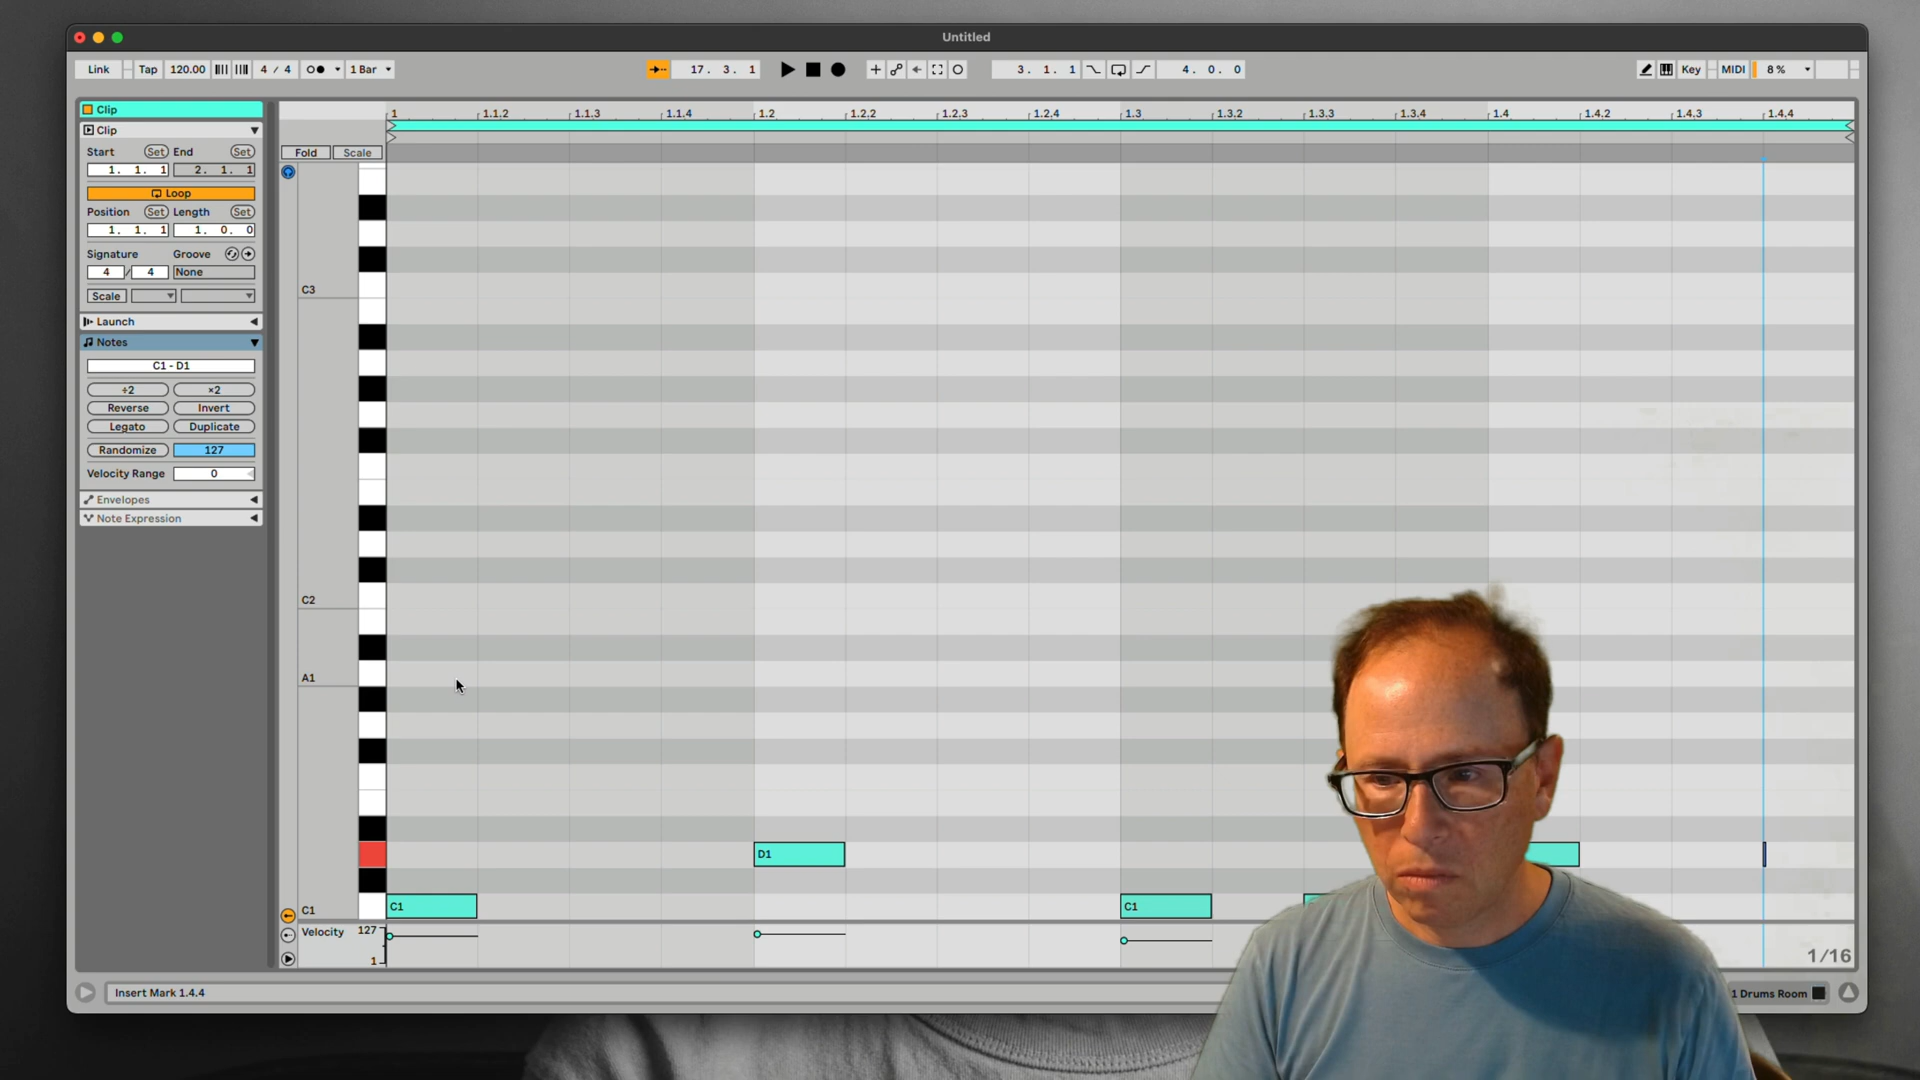 Untitled
Link Tap 120.00 4 / 4 1 Bar 17. 3. 1 3. 1. 1 4. 0. 0 Key MIDI 8 %
Clip
Clip
Start Set End Set
1. 1. 1 2. 1. 1
Loop
Position Set Length Set
1. 1. 1 1. 0. 0
Signature Groove
4 / 4 None
Scale
Launch
Notes
C1 - D1
÷2 ×2
Reverse Invert
Legato Duplicate
Randomize 127
Velocity Range 0
Envelopes
Note Expression
1 1.1.2 1.1.3 1.1.4 1.2 1.2.2 1.2.3 1.2.4 1.3 1.3.2 1.3.3 1.3.4 1.4 1.4.2 1.4.3 1.4.4
Fold Scale
C3
C2
A1
D1
C1 C1 C1
Velocity 127
1
1/16
Insert Mark 1.4.4
1 Drums Room